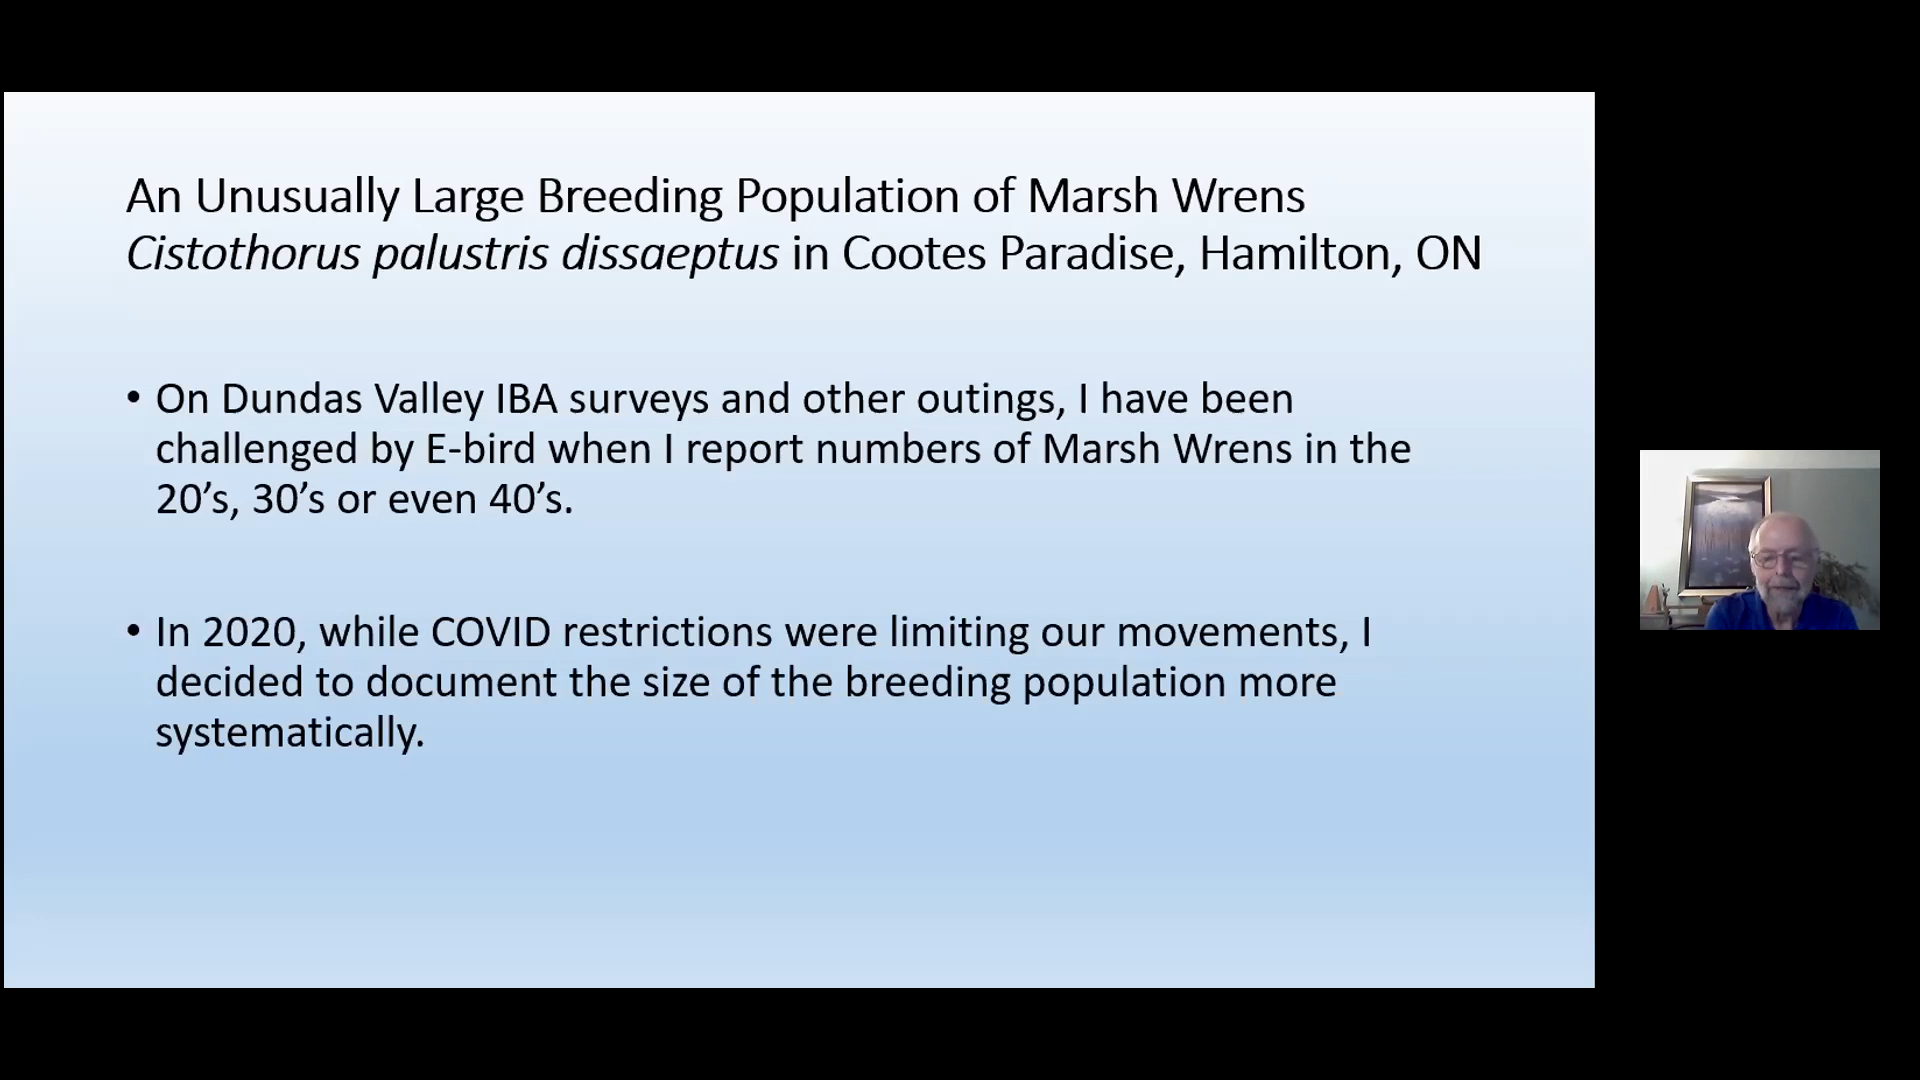 An Unusually Large Breeding Population of Marsh Wrens
Cistothorus palustris dissaeptus in Cootes Paradise, Hamilton, ON
• On Dundas Valley IBA surveys and other outings, I have been
challenged by E-bird when I report numbers of Marsh Wrens in the
20’s, 30’s or even 40’s.
• In 2020, while COVID restrictions were limiting our movements, I
decided to document the size of the breeding population more
systematically.